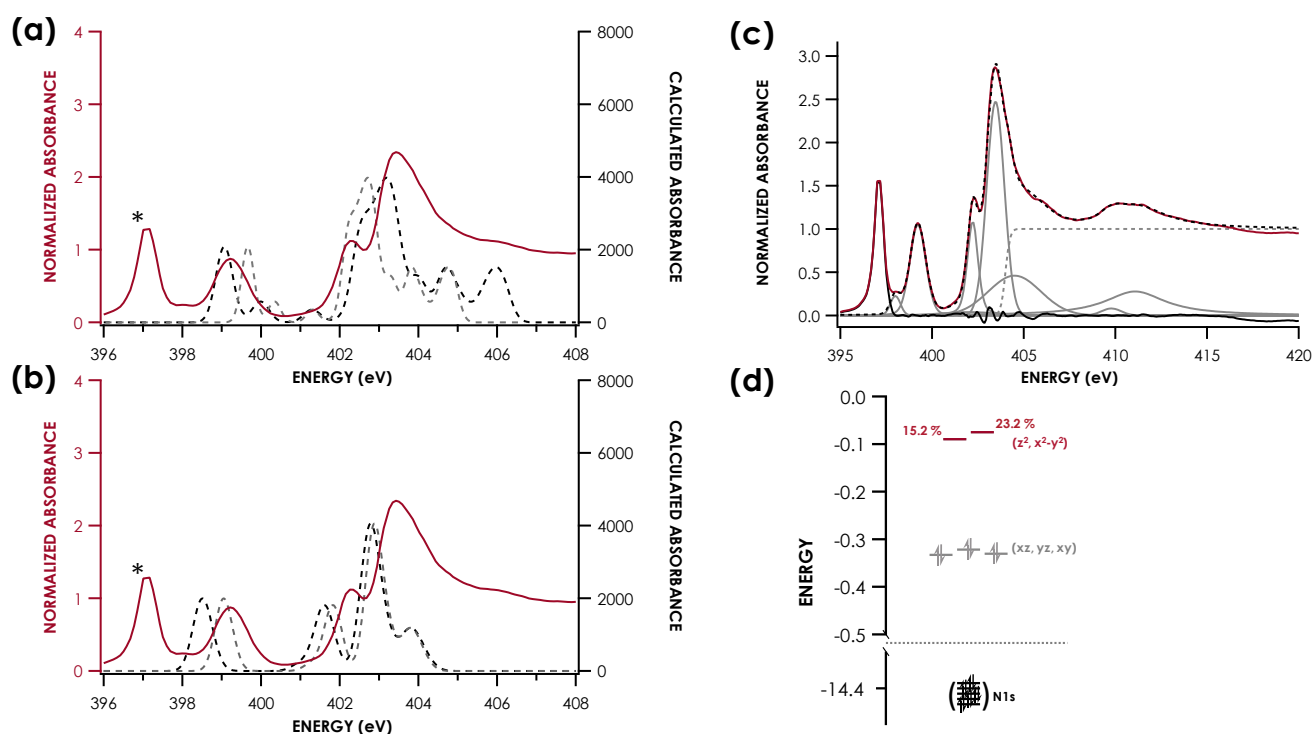 (a)
NORMALIZED ABSORBANCE
4
3
2
1
0
*
8000
6000
4000
2000
0
CALCULATED ABSORBANCE
396 398 400 402 404 406 408
ENERGY (eV)
(b)
NORMALIZED ABSORBANCE
4
3
2
1
0
*
8000
6000
4000
2000
0
CALCULATED ABSORBANCE
396 398 400 402 404 406 408
ENERGY (eV)
(c)
NORMALIZED ABSORBANCE
3.0
2.5
2.0
1.5
1.0
0.5
0.0
395 400 405 410 415 420
ENERGY (eV)
(d)
ENERGY
0.0
-0.1
-0.2
-0.3
-0.4
-0.5
-14.4
15.2 %
23.2 %
(z², x²-y²)
(xz, yz, xy)
( ) N1s